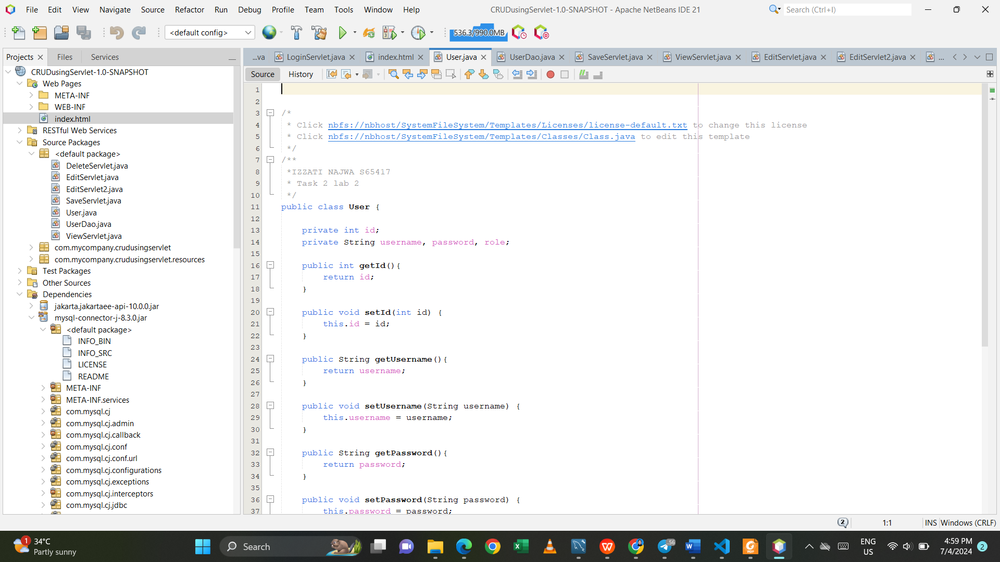 File Edit View Navigate Source Refactor Run Debug Profile Team Tools Window Help
CRUDusingServlet-1.0-SNAPSHOT - Apache NetBeans IDE 21
Search (Ctrl+I)
<default config>
536.3/990.0MB
Projects Files Services
...va LoginServlet.java index.html User.java UserDao.java SaveServlet.java ViewServlet.java EditServlet.java EditServlet2.java ...
Source History
CRUDusingServlet-1.0-SNAPSHOT
Web Pages
META-INF
WEB-INF
index.html
RESTful Web Services
Source Packages
<default package>
DeleteServlet.java
EditServlet.java
EditServlet2.java
SaveServlet.java
User.java
UserDao.java
ViewServlet.java
com.mycompany.crudusingservlet
com.mycompany.crudusingservlet.resources
Test Packages
Other Sources
Dependencies
jakarta.jakartaee-api-10.0.0.jar
mysql-connector-j-8.3.0.jar
<default package>
INFO_BIN
INFO_SRC
LICENSE
README
META-INF
META-INF.services
com.mysql.cj
com.mysql.cj.admin
com.mysql.cj.callback
com.mysql.cj.conf
com.mysql.cj.conf.url
com.mysql.cj.configurations
com.mysql.cj.exceptions
com.mysql.cj.interceptors
com.mysql.cj.jdbc
1
2
3 /*
4 * Click nbfs://nbhost/SystemFileSystem/Templates/Licenses/license-default.txt to change this license
5 * Click nbfs://nbhost/SystemFileSystem/Templates/Classes/Class.java to edit this template
6 */
7 /**
8 *IZZATI NAJWA S65417
9 * Task 2 lab 2
10 */
11 public class User {
12
13 private int id;
14 private String username, password, role;
15
16 public int getId(){
17 return id;
18 }
19
20 public void setId(int id) {
21 this.id = id;
22 }
23
24 public String getUsername(){
25 return username;
26 }
27
28 public void setUsername(String username) {
29 this.username = username;
30 }
31
32 public String getPassword(){
33 return password;
34 }
35
36 public void setPassword(String password) {
37 this.password = password;
2 1:1 INS Windows (CRLF)
1 34°C
Partly sunny
Search
56
ENG
US
4:59 PM
7/4/2024
2